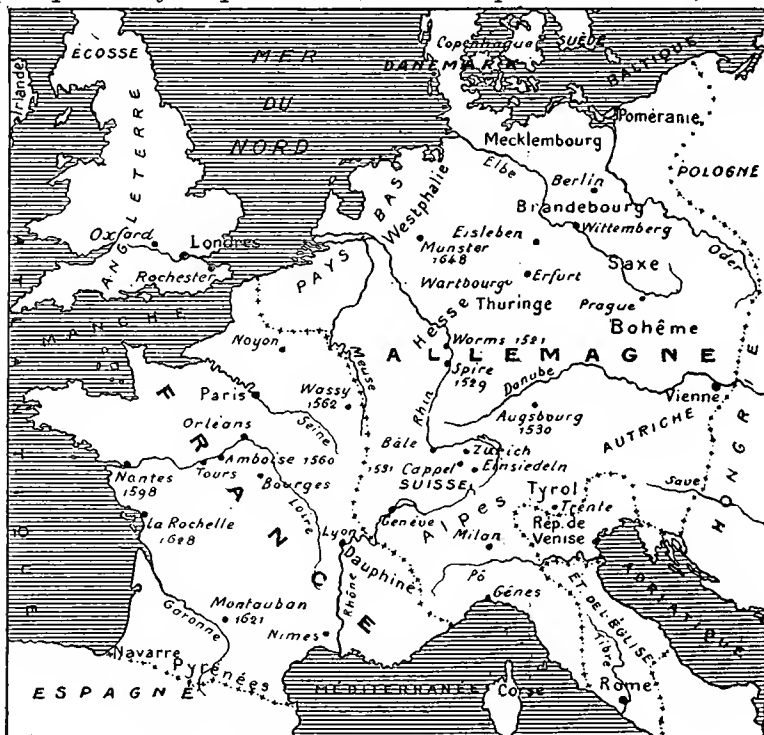 ÉCOSSE
MER
DU
NORD
Copenhague
SUÈDE
DANEMARK
BALTIQUE
Irlande
ANGLETERRE
Mecklembourg
Poméranie
Elbe
Berlin
POLOGNE
PAYS BAS
Westphalie
Brandebourg
Wittemberg
Oder
Oxford
Londres
Rochester
Munster
1648
Eisleben
Erfurt
Saxe
Wartbourg
Thuringe
Hesse
Prague
Bohême
MANCHE
ATLANTIQUE
Noyon
Meuse
ALLEMAGNE
Worms 1521
Spire
1529
Danube
Vienne
HONGRIE
FRANCE
Paris
Wassy
1562
Seine
Rhin
Augsbourg
1530
AUTRICHE
Orléans
Bâle
Zurich
Nantes
1598
Tours
Amboise 1560
Bourges
Loire
1531
Cappel
Einsiedeln
SUISSE
Tyrol
Save
Trente
La Rochelle
1628
Genève
Alpes
Milan
Rép. de
Venise
Lyon
Dauphiné
Rhône
Pô
Gênes
ADRIATIQUE
Garonne
Montauban
1621
Nimes
ET. DE L'ÉGLISE
Tibre
Navarre
Pyrénées
ESPAGNE
MÉDITERRANÉE
Corse
Rome